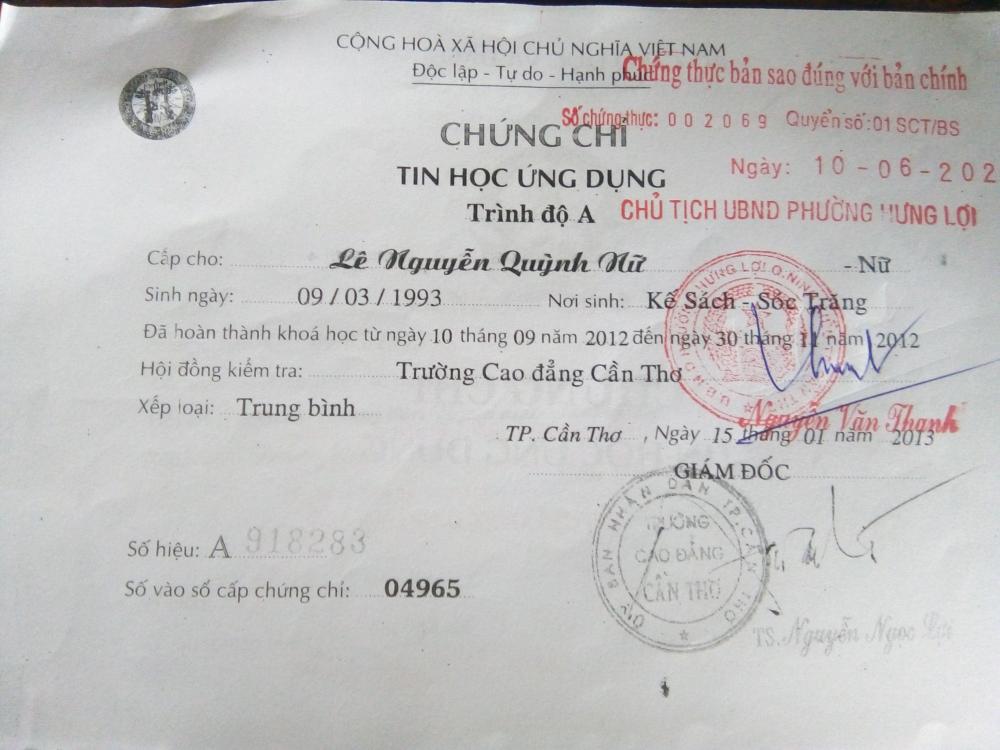 CỘNG HOÀ XÃ HỘI CHỦ NGHĨA VIỆT NAM
Độc lập - Tự do - Hạnh phúc
Chứng thực bản sao đúng với bản chính
Số chứng thực: 002069 Quyển số: 01 SCT/BS
CHỨNG CHỈ
Ngày: 10-06-202
TIN HỌC ỨNG DỤNG
Trình độ A
CHỦ TỊCH UBND PHƯỜNG HƯNG LỢI
Cấp cho: Lê Nguyễn Quỳnh Nữ - Nữ
Sinh ngày: 09 / 03 / 1993 Nơi sinh: Kế Sách - Sóc Trăng
Đã hoàn thành khoá học từ ngày 10 tháng 09 năm 2012 đến ngày 30 tháng 11 năm 2012
Hội đồng kiểm tra: Trường Cao đẳng Cần Thơ
Xếp loại: Trung bình
Nguyễn Văn Thanh
TP. Cần Thơ , Ngày 15 tháng 01 năm 2013
GIÁM ĐỐC
ỦY BAN NHÂN DÂN TP. CẦN THƠ
TRƯỜNG
CAO ĐẲNG
CẦN THƠ
Số hiệu: A 918283
Số vào sổ cấp chứng chỉ: 04965
TS. Nguyễn Ngọc Lợi